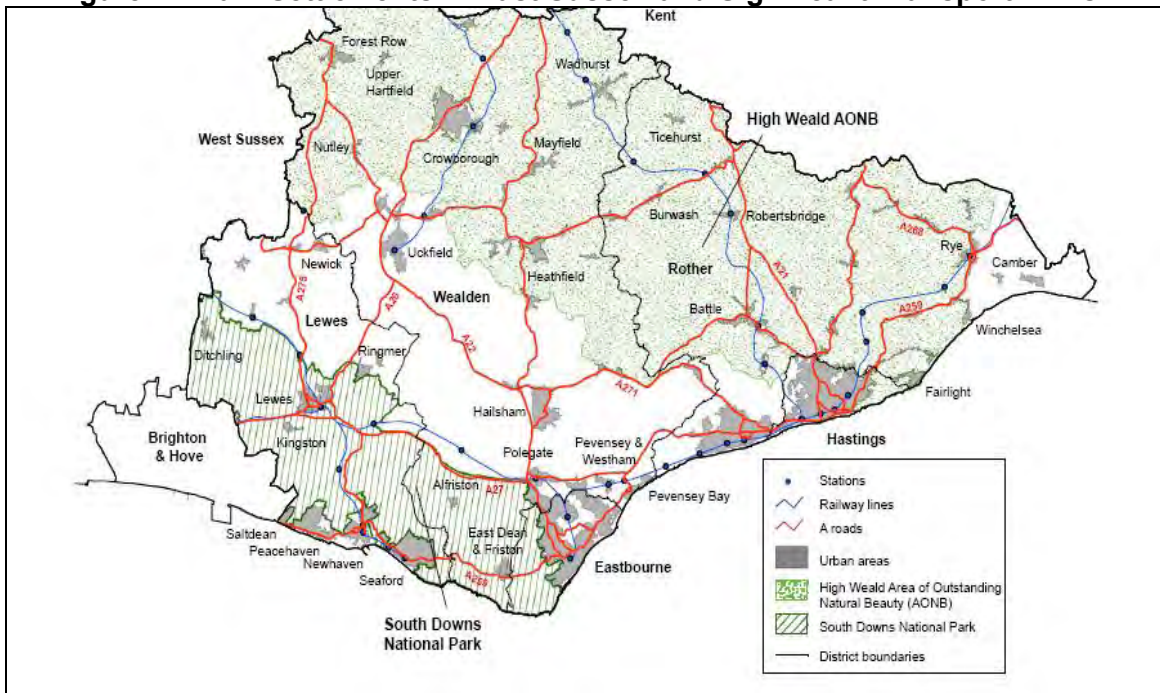 Kent
Forest Row
Upper
Hartfield
Wadhurst
West Sussex
Nutley
Crowborough
Mayfield
Ticehurst
High Weald AONB
Burwash
Robertsbridge
A268
Rye
Camber
Newick
Uckfield
Heathfield
Rother
A21
A275
A26
Wealden
Lewes
Battle
A259
Winchelsea
Ditchling
Ringmer
A22
A271
Fairlight
Lewes
Hailsham
Hastings
Brighton
& Hove
Kingston
Polegate
Pevensey &
Westham
Alfriston
A27
Pevensey Bay
Saltdean
Peacehaven
Newhaven
Seaford
East Dean
& Friston
A259
Eastbourne
South Downs
National Park
Stations
Railway lines
A roads
Urban areas
High Weald Area of Outstanding
Natural Beauty (AONB)
South Downs National Park
District boundaries